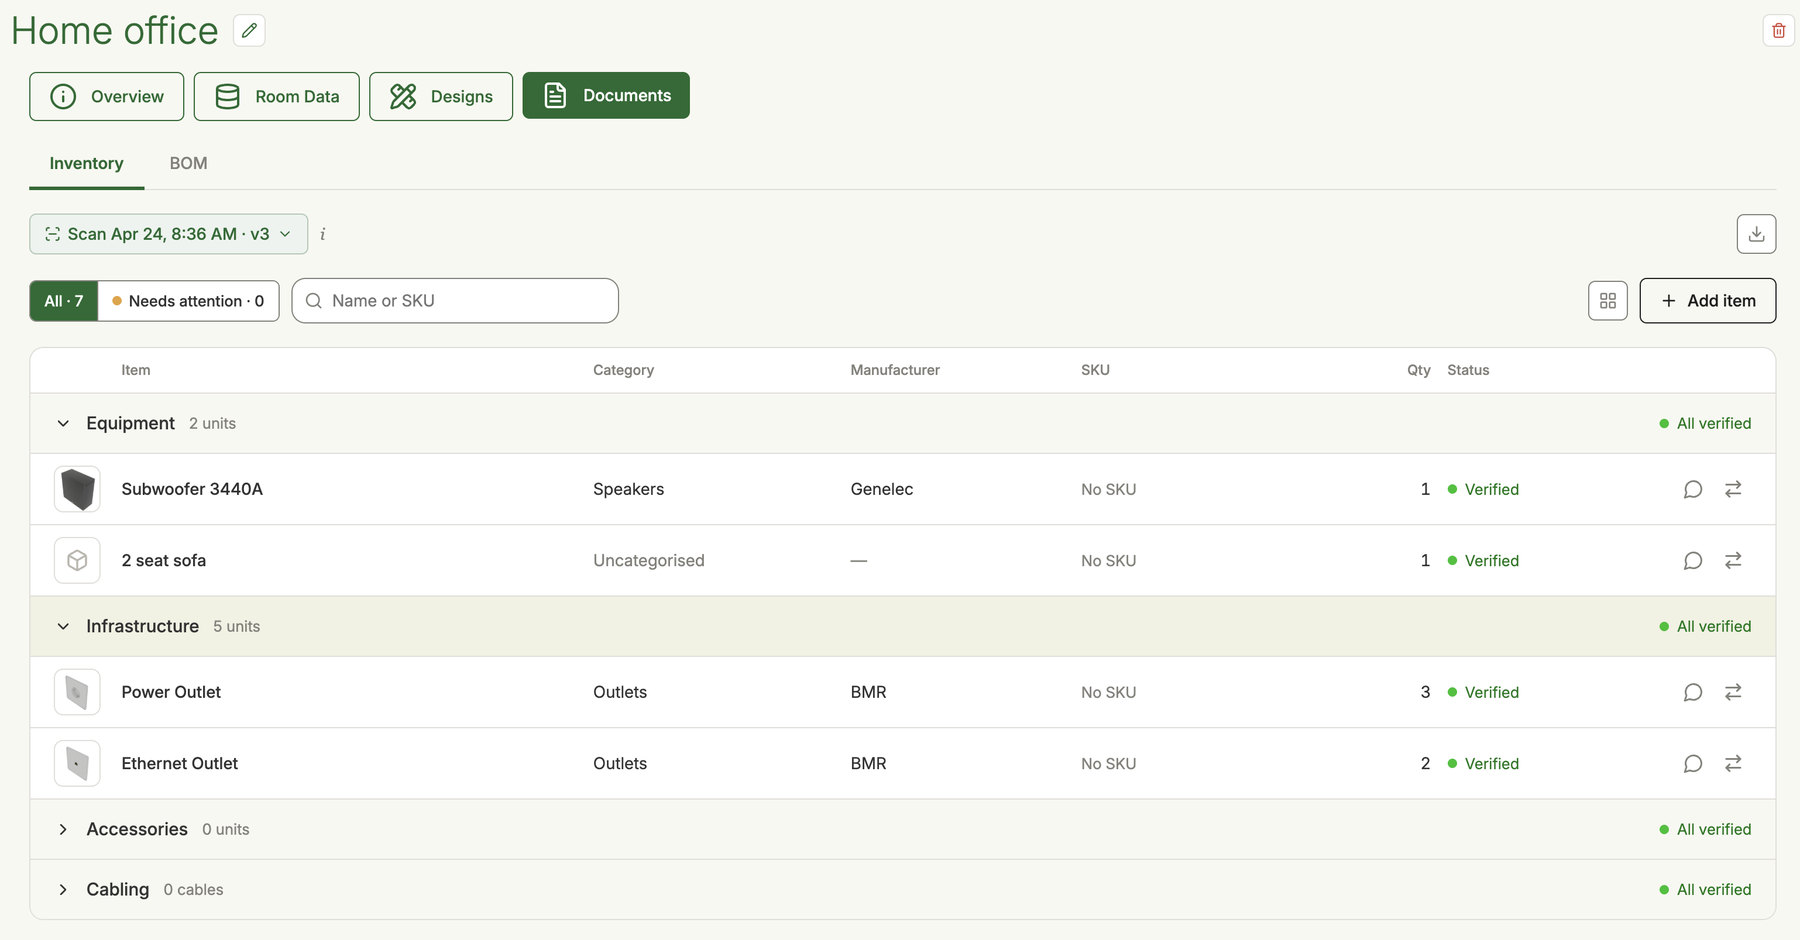 Home office
Overview
Room Data
Designs
Documents
Inventory
BOM
Scan Apr 24, 8:36 AM · v3
i
All · 7
Needs attention · 0
Name or SKU
+ Add item
Item Category Manufacturer SKU Qty Status
Equipment 2 units All verified
Subwoofer 3440A Speakers Genelec No SKU 1 Verified
2 seat sofa Uncategorised — No SKU 1 Verified
Infrastructure 5 units All verified
Power Outlet Outlets BMR No SKU 3 Verified
Ethernet Outlet Outlets BMR No SKU 2 Verified
Accessories 0 units All verified
Cabling 0 cables All verified